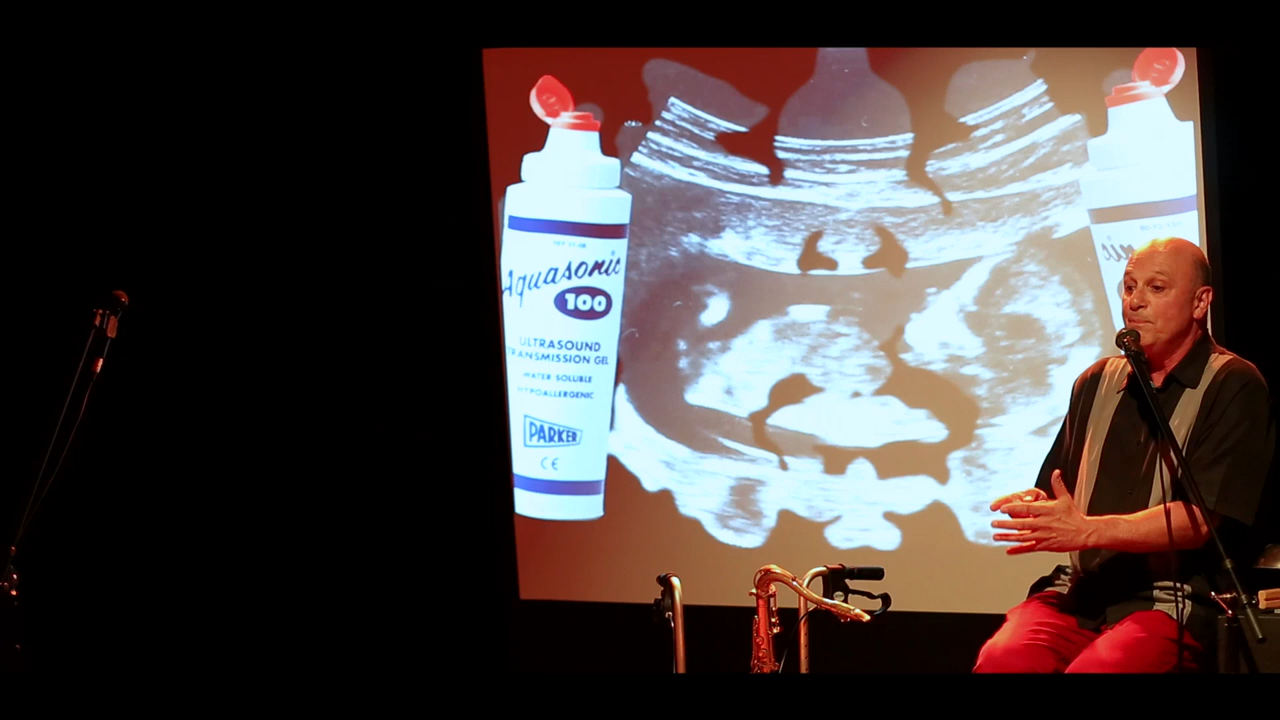 Aquasonic
100
ULTRASOUND
TRANSMISSION GEL
WATER SOLUBLE
HYPOALLERGENIC
PARKER
CE